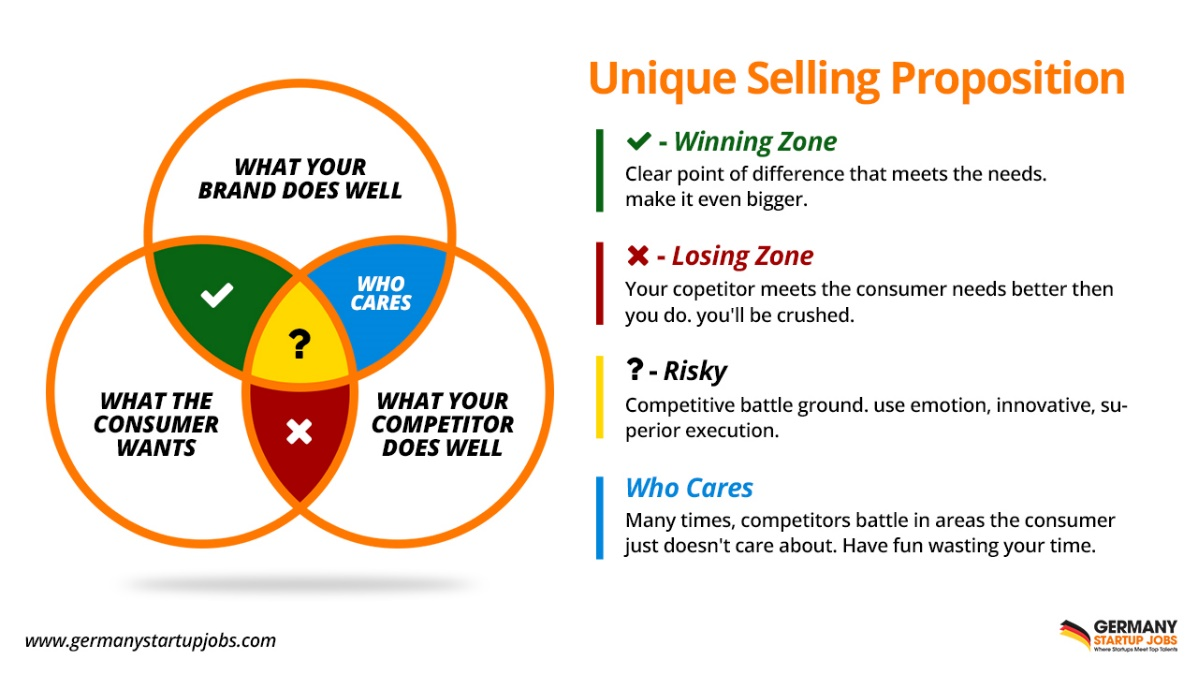 WHAT YOUR
BRAND DOES WELL
WHO
CARES
?
WHAT THE
CONSUMER
WANTS
WHAT YOUR
COMPETITOR
DOES WELL
Unique Selling Proposition
✔ - Winning Zone
Clear point of difference that meets the needs.
make it even bigger.
✖ - Losing Zone
Your copetitor meets the consumer needs better then
you do. you'll be crushed.
? - Risky
Competitive battle ground. use emotion, innovative, su-
perior execution.
Who Cares
Many times, competitors battle in areas the consumer
just doesn't care about. Have fun wasting your time.
www.germanystartupjobs.com
GERMANY
STARTUP JOBS
Where Startups Meet Top Talents